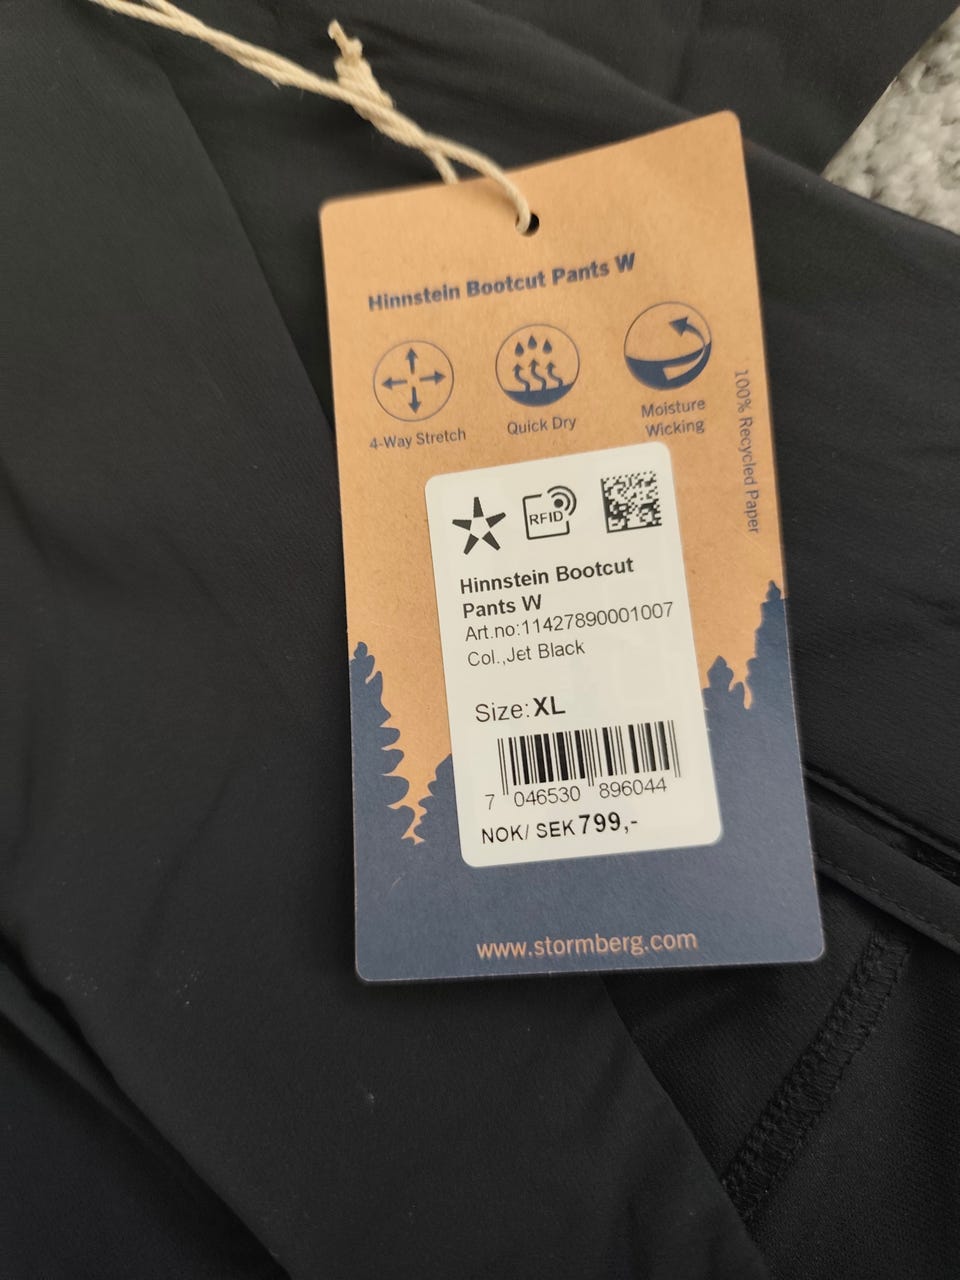 Hinnstein Bootcut Pants W
4-Way Stretch
Quick Dry
Moisture
Wicking
100% Recycled Paper
RFID
Hinnstein Bootcut
Pants W
Art.no:11427890001007
Col.,Jet Black
Size:XL
7 046530 896044
NOK/ SEK 799,-
www.stormberg.com